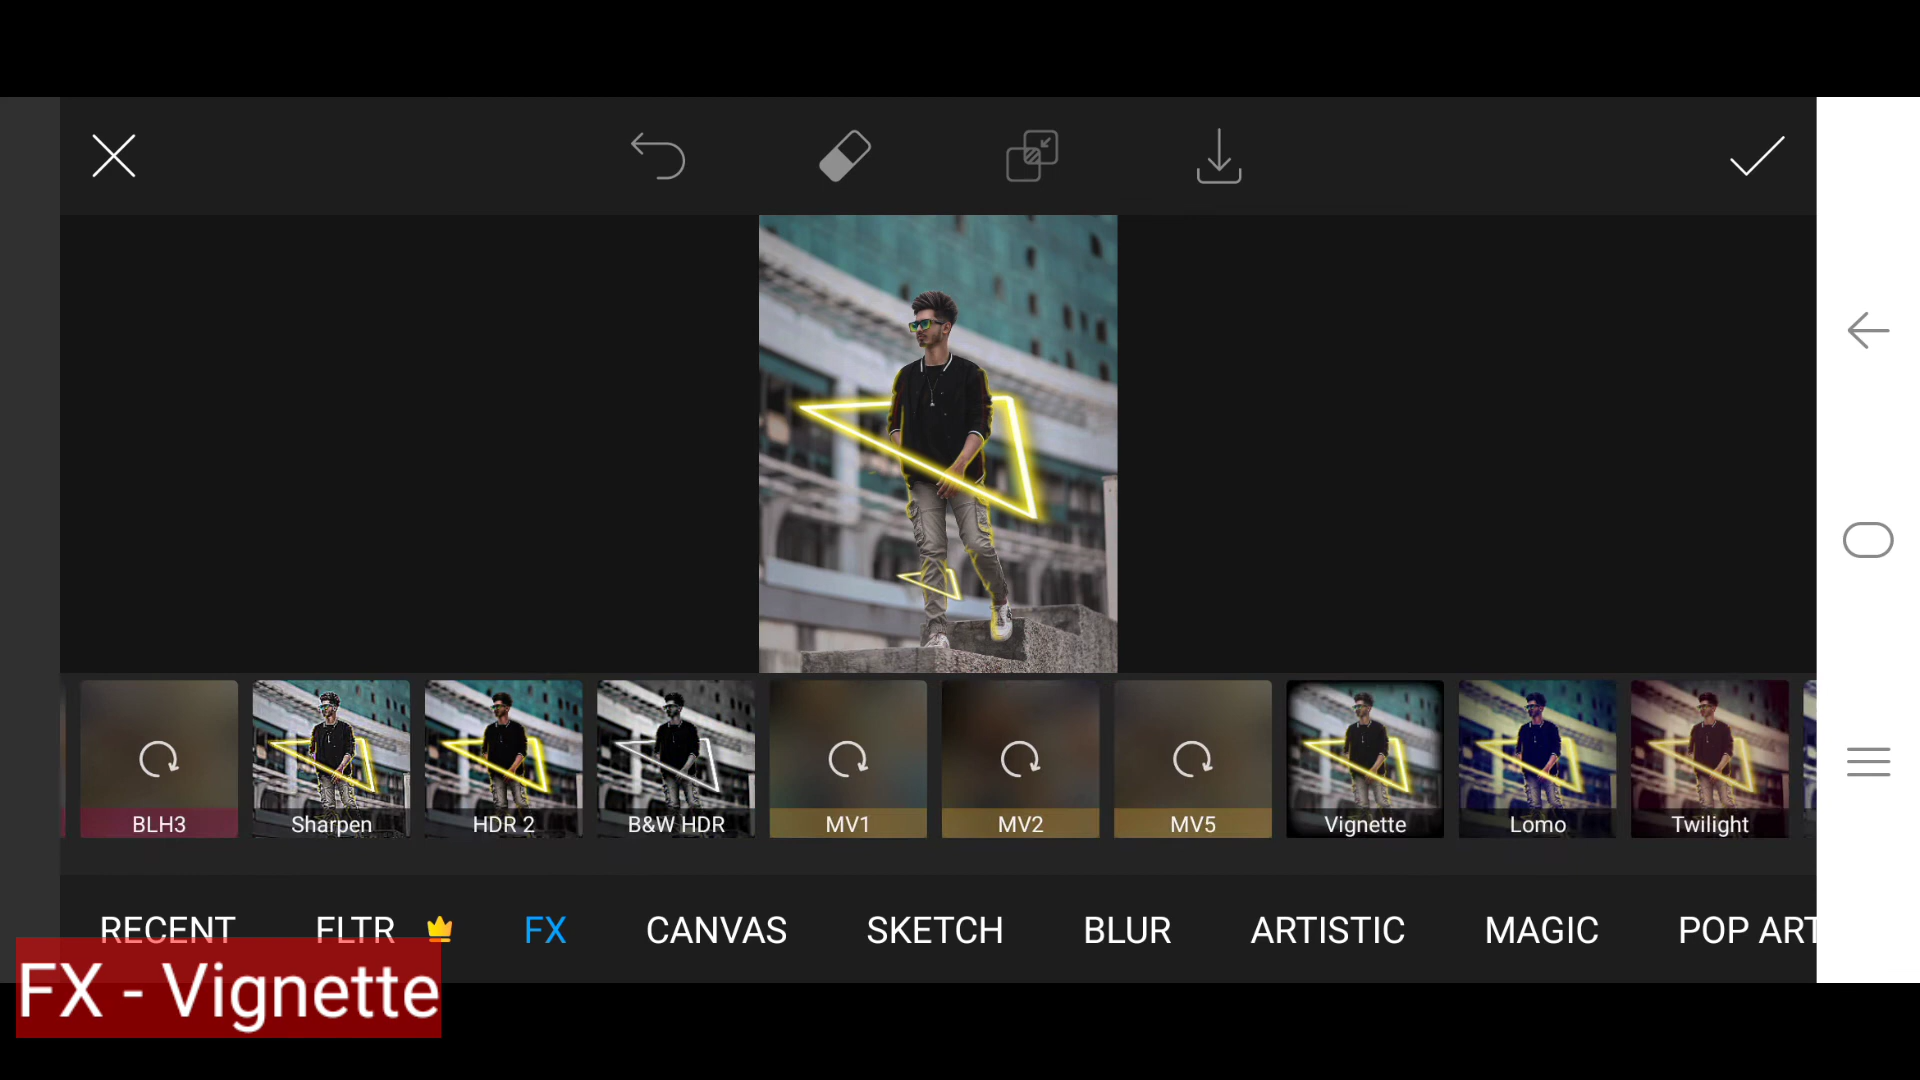 BLH3
Sharpen
HDR 2
B&W HDR
MV1
MV2
MV5
Vignette
Lomo
Twilight
RECENT
FLTR
FX
CANVAS
SKETCH
BLUR
ARTISTIC
MAGIC
POP ART
FX - Vignette